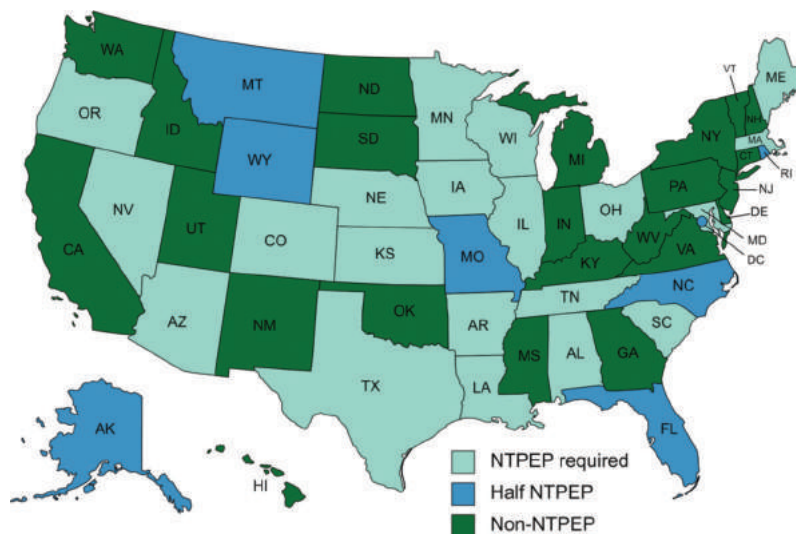 WA
MT
ND
MN
VT
ME
OR
ID
SD
WI
NY
NH
MA
CT
RI
WY
MI
NV
NE
IA
PA
NJ
UT
CO
IL
IN
OH
DE
CA
KS
MO
WV
VA
MD
KY
DC
AZ
NM
OK
AR
TN
NC
SC
TX
LA
MS
AL
GA
AK
HI
FL
NTPEP required
Half NTPEP
Non-NTPEP